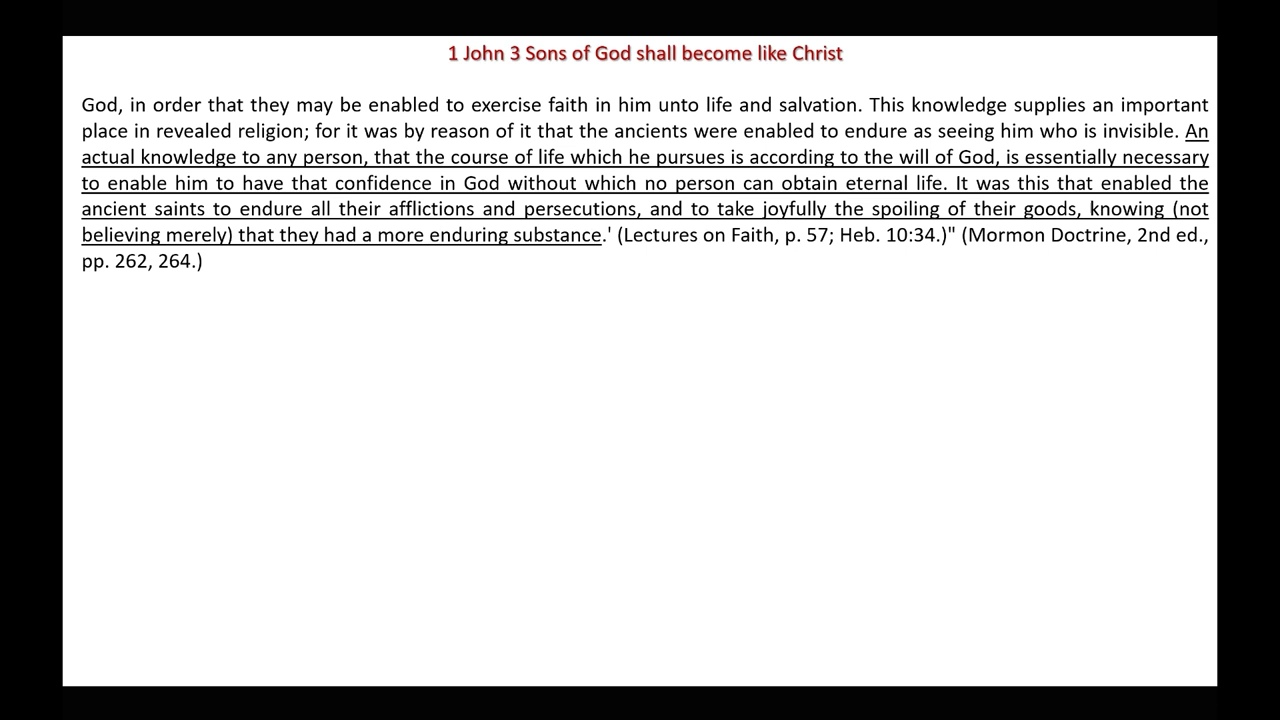 1 John 3 Sons of God shall become like Christ
God, in order that they may be enabled to exercise faith in him unto life and salvation. This knowledge supplies an important
place in revealed religion; for it was by reason of it that the ancients were enabled to endure as seeing him who is invisible. An
actual knowledge to any person, that the course of life which he pursues is according to the will of God, is essentially necessary
to enable him to have that confidence in God without which no person can obtain eternal life. It was this that enabled the
ancient saints to endure all their afflictions and persecutions, and to take joyfully the spoiling of their goods, knowing (not
believing merely) that they had a more enduring substance.' (Lectures on Faith, p. 57; Heb. 10:34.)" (Mormon Doctrine, 2nd ed.,
pp. 262, 264.)